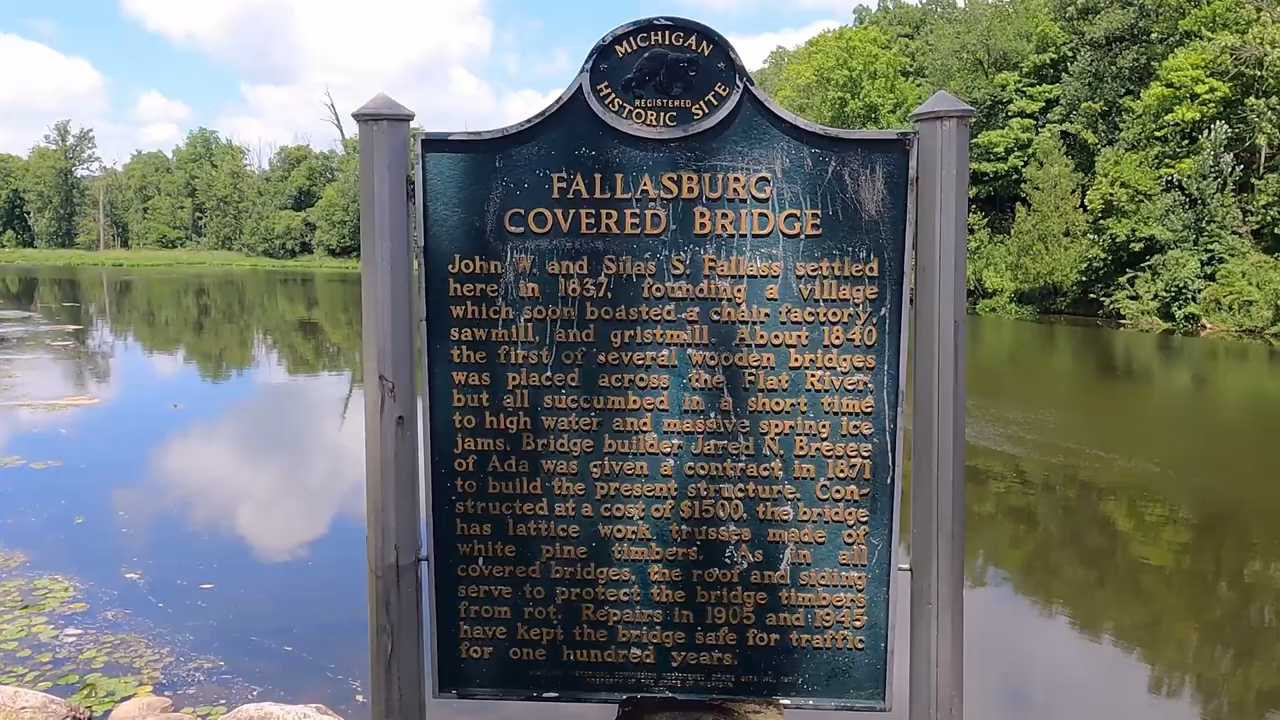 MICHIGAN
REGISTERED
HISTORIC SITE
FALLASBURG
COVERED BRIDGE
John W. and Silas S. Fallass settled
here in 1837, founding a village
which soon boasted a chair factory,
sawmill, and gristmill. About 1840
the first of several wooden bridges
was placed across the Flat River,
but all succumbed in a short time
to high water and massive spring ice
jams. Bridge builder Jared N. Bresee
of Ada was given a contract in 1871
to build the present structure. Con-
structed at a cost of $1500, the bridge
has lattice work trusses made of
white pine timbers. As in all
covered bridges, the roof and siding
serve to protect the bridge timbers
from rot. Repairs in 1905 and 1945
have kept the bridge safe for traffic
for one hundred years.
PROPERTY OF THE STATE OF MICHIGAN